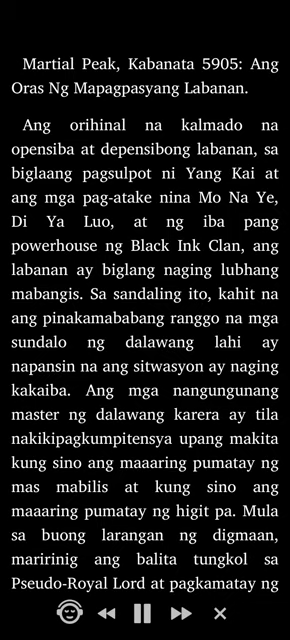 Martial Peak, Kabanata 5905: Ang
Oras Ng Mapagpasyang Labanan.
Ang orihinal na kalmado na
opensiba at depensibong labanan, sa
biglaang pagsulpot ni Yang Kai at
ang mga pag-atake nina Mo Na Ye,
Di Ya Luo, at ng iba pang
powerhouse ng Black Ink Clan, ang
labanan ay biglang naging lubhang
mabangis. Sa sandaling ito, kahit na
ang pinakamababang ranggo na mga
sundalo ng dalawang lahi ay
napansin na ang sitwasyon ay naging
kakaiba. Ang mga nangungunang
master ng dalawang karera ay tila
nakikipagkumpitensya upang makita
kung sino ang maaaring pumatay ng
mas mabilis at kung sino ang
maaaring pumatay ng higit pa. Mula
sa buong larangan ng digmaan,
maririnig ang balita tungkol sa
Pseudo-Royal Lord at pagkamatay ng